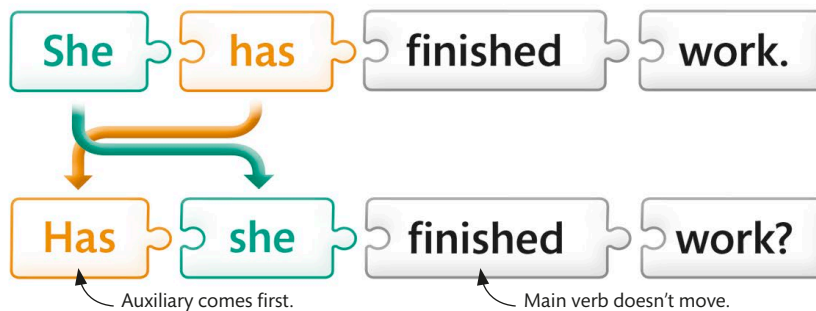 She has finished work.
Has she finished work?
Auxiliary comes first. Main verb doesn't move.